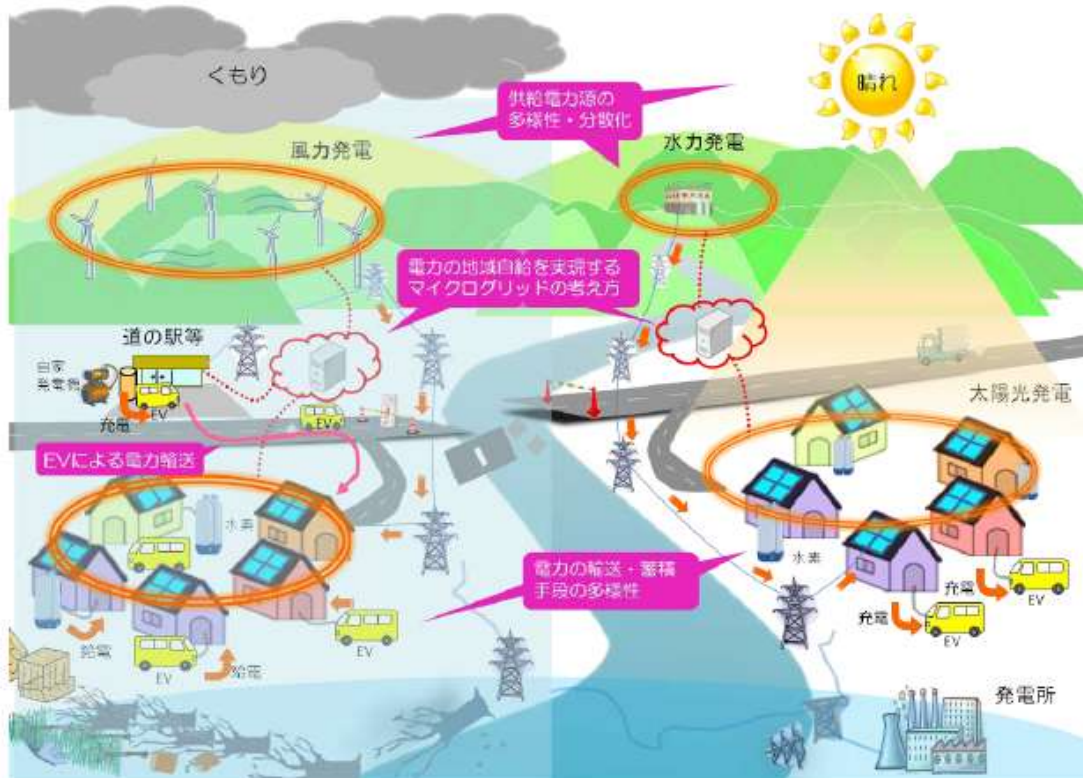 くもり
晴れ
供給電力源の
多様性・分散化
風力発電
水力発電
電力の地域自給を実現する
マイクログリッドの考え方
道の駅等
自家
発電機
EV
充電
EV
太陽光発電
EVによる電力輸送
水素
水素
電力の輸送・蓄積
手段の多様性
充電
EV
充電
EV
EV
給電
EV
給電
発電所